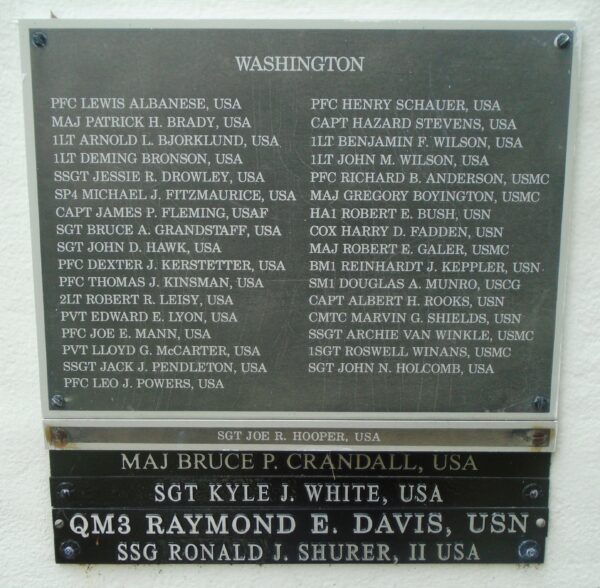 WASHINGTON
PFC LEWIS ALBANESE, USA
MAJ PATRICK H. BRADY, USA
1LT ARNOLD L. BJORKLUND, USA
1LT DEMING BRONSON, USA
SSGT JESSIE R. DROWLEY, USA
SP4 MICHAEL J. FITZMAURICE, USA
CAPT JAMES P. FLEMING, USAF
SGT BRUCE A. GRANDSTAFF, USA
SGT JOHN D. HAWK, USA
PFC DEXTER J. KERSTETTER, USA
PFC THOMAS J. KINSMAN, USA
2LT ROBERT R. LEISY, USA
PVT EDWARD E. LYON, USA
PFC JOE E. MANN, USA
PVT LLOYD G. McCARTER, USA
SSGT JACK J. PENDLETON, USA
PFC LEO J. POWERS, USA
PFC HENRY SCHAUER, USA
CAPT HAZARD STEVENS, USA
1LT BENJAMIN F. WILSON, USA
1LT JOHN M. WILSON, USA
PFC RICHARD B. ANDERSON, USMC
MAJ GREGORY BOYINGTON, USMC
HA1 ROBERT E. BUSH, USN
COX HARRY D. FADDEN, USN
MAJ ROBERT E. GALER, USMC
BM1 REINHARDT J. KEPPLER, USN
SM1 DOUGLAS A. MUNRO, USCG
CAPT ALBERT H. ROOKS, USN
CMTC MARVIN G. SHIELDS, USN
SSGT ARCHIE VAN WINKLE, USMC
1SGT ROSWELL WINANS, USMC
SGT JOHN N. HOLCOMB, USA
SGT JOE R. HOOPER, USA
MAJ BRUCE P. CRANDALL, USA
SGT KYLE J. WHITE, USA
QM3 RAYMOND E. DAVIS, USN
SSG RONALD J. SHURER, II USA